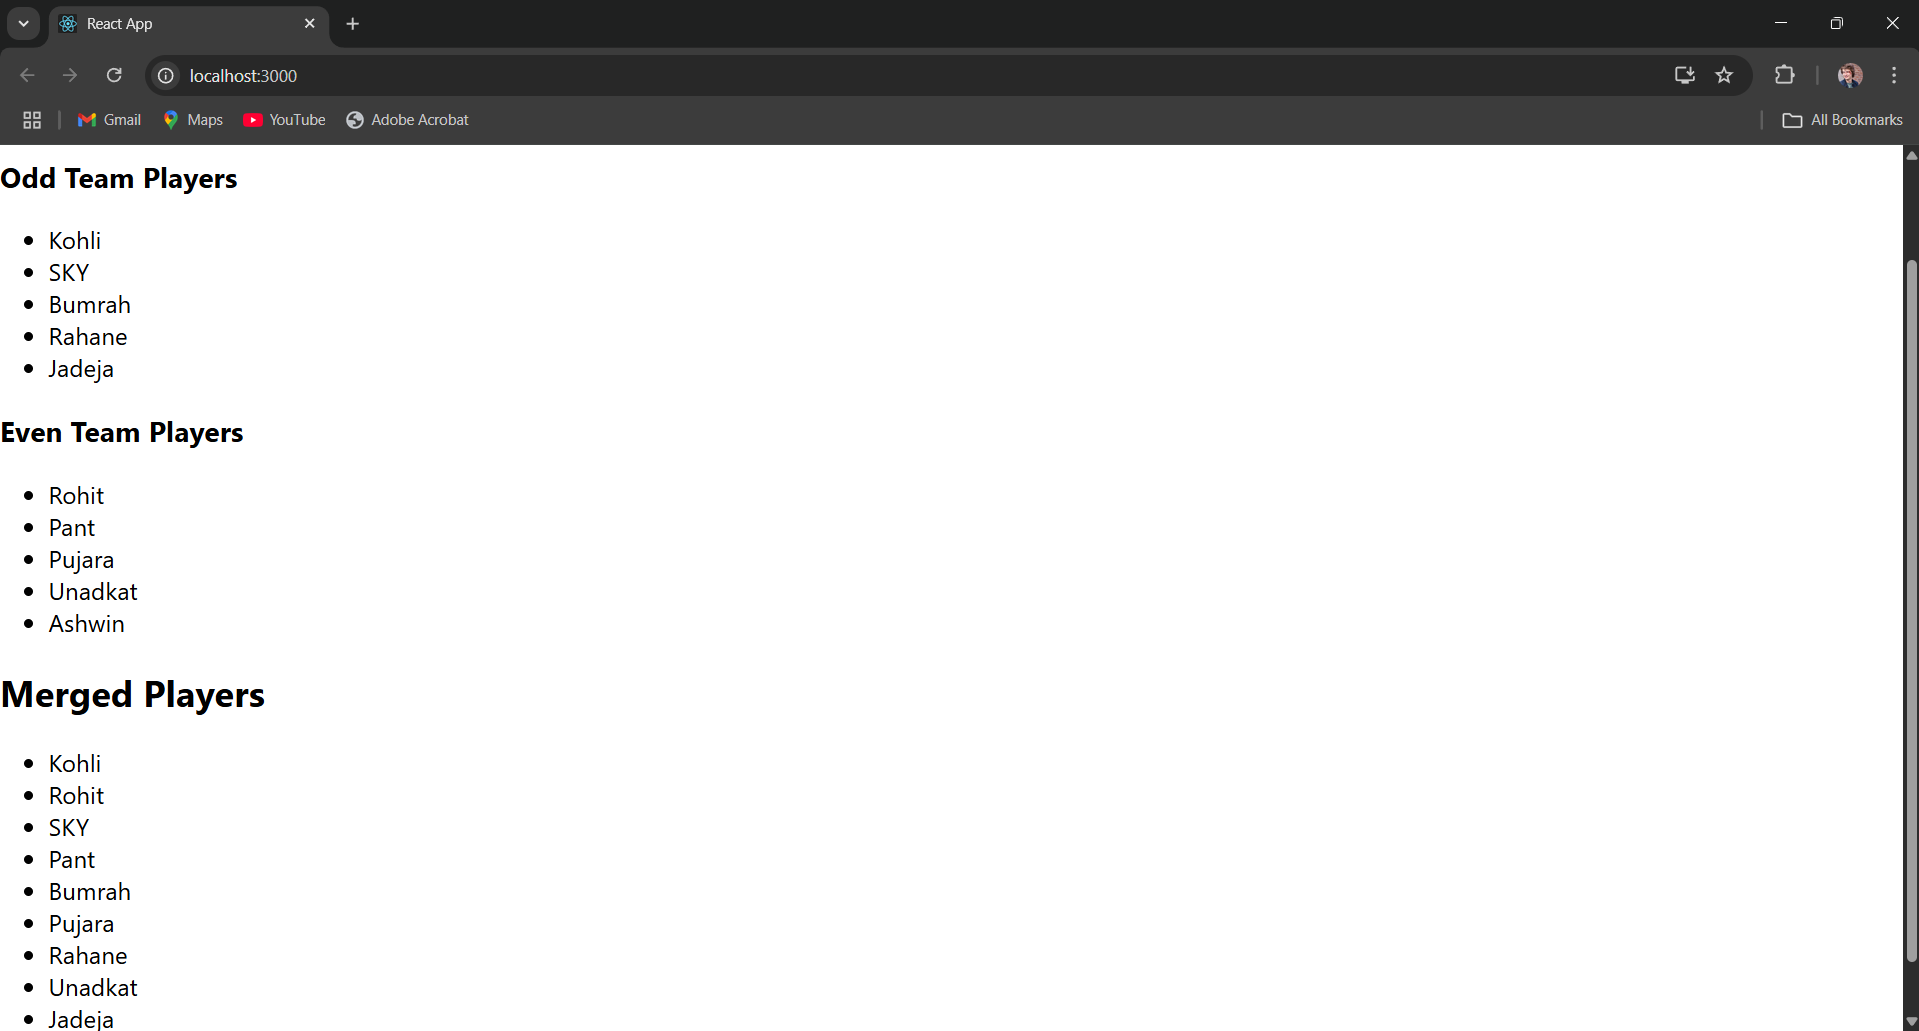 React App
localhost:3000
Gmail Maps YouTube Adobe Acrobat All Bookmarks
Odd Team Players
Kohli
SKY
Bumrah
Rahane
Jadeja
Even Team Players
Rohit
Pant
Pujara
Unadkat
Ashwin
Merged Players
Kohli
Rohit
SKY
Pant
Bumrah
Pujara
Rahane
Unadkat
Jadeja